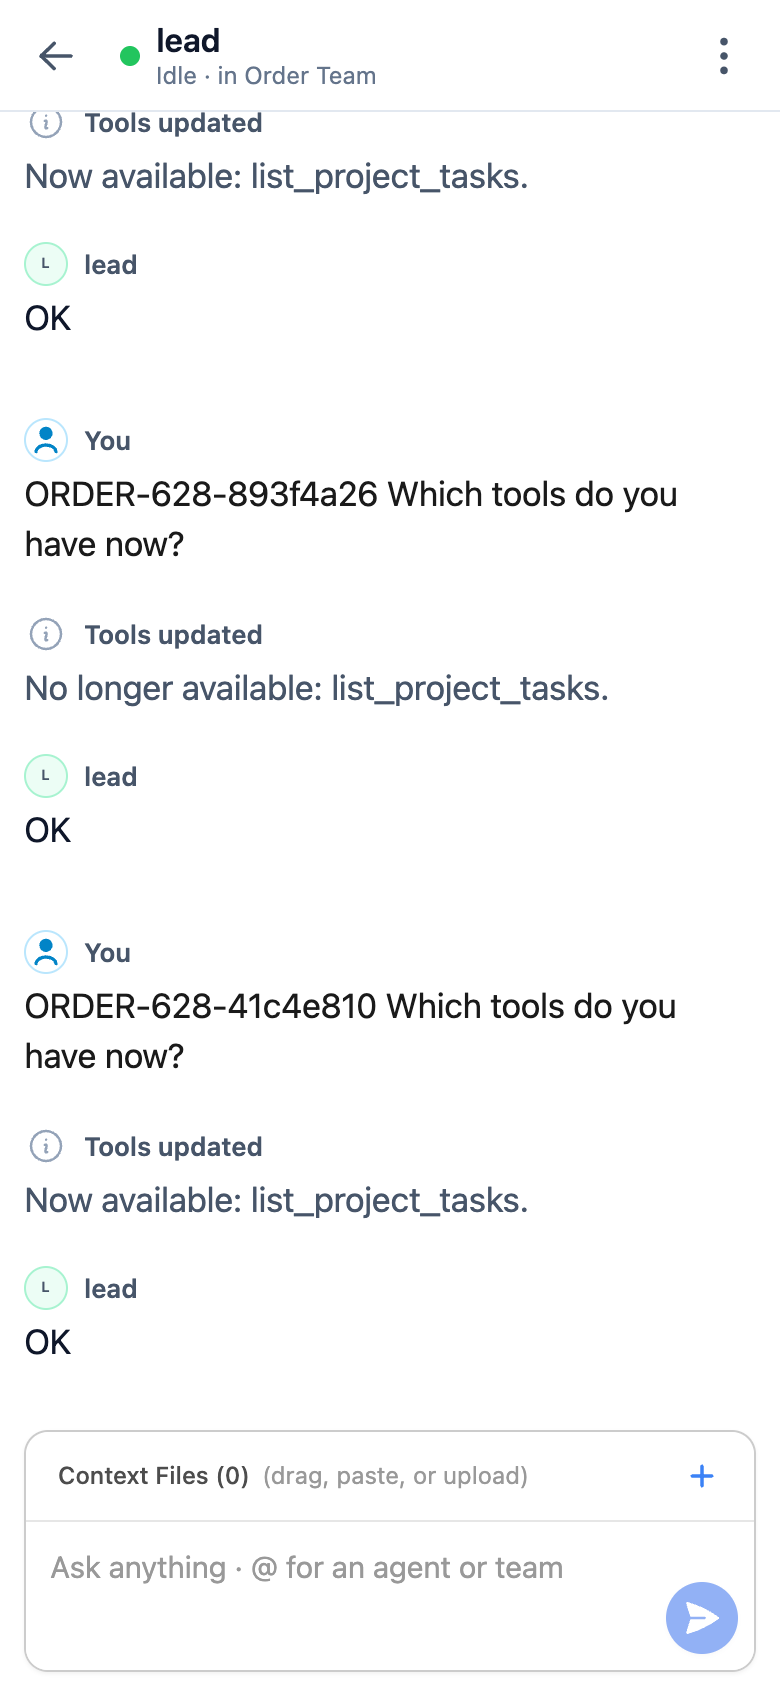 lead
Idle · in Order Team
Tools updated
Now available: list_project_tasks.
L
lead
OK
You
ORDER-628-893f4a26 Which tools do you
have now?
Tools updated
No longer available: list_project_tasks.
L
lead
OK
You
ORDER-628-41c4e810 Which tools do you
have now?
Tools updated
Now available: list_project_tasks.
L
lead
OK
Context Files (0) (drag, paste, or upload)
Ask anything · @ for an agent or team